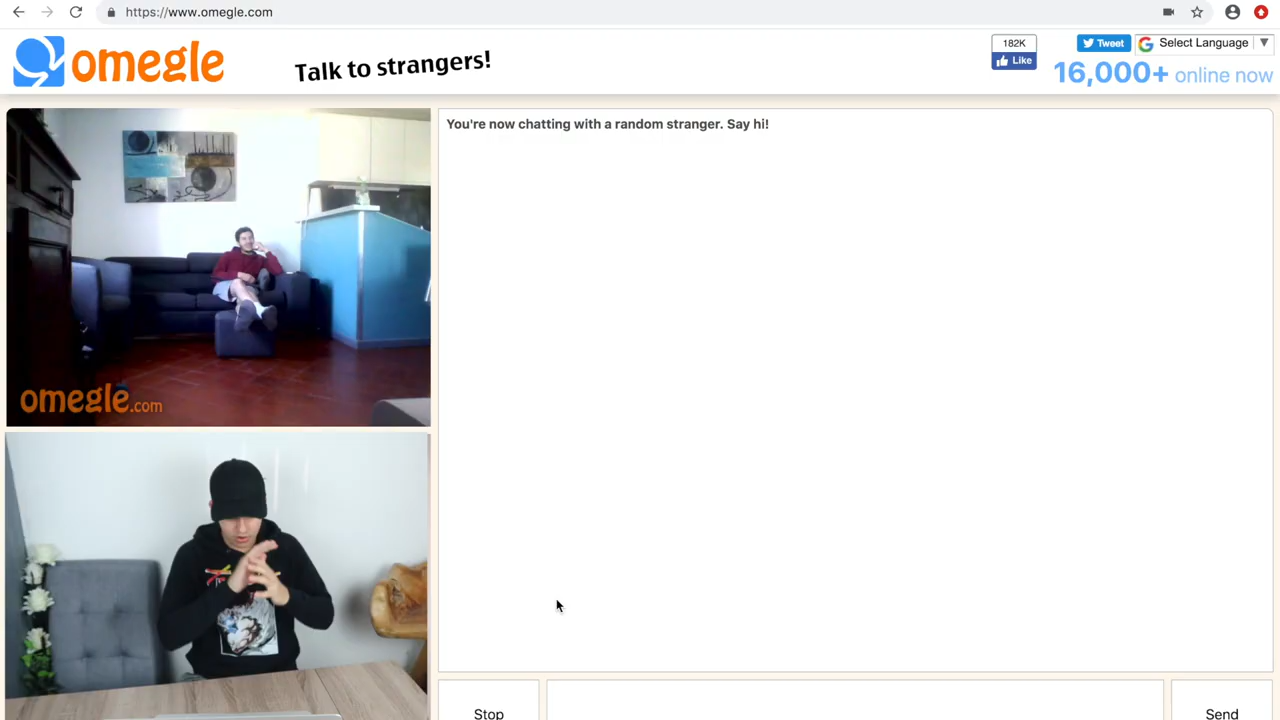 https://www.omegle.com
omegle
Talk to strangers!
182K
Like
Tweet
Select Language
16,000+ online now
You're now chatting with a random stranger. Say hi!
omegle.com
Stop
Send